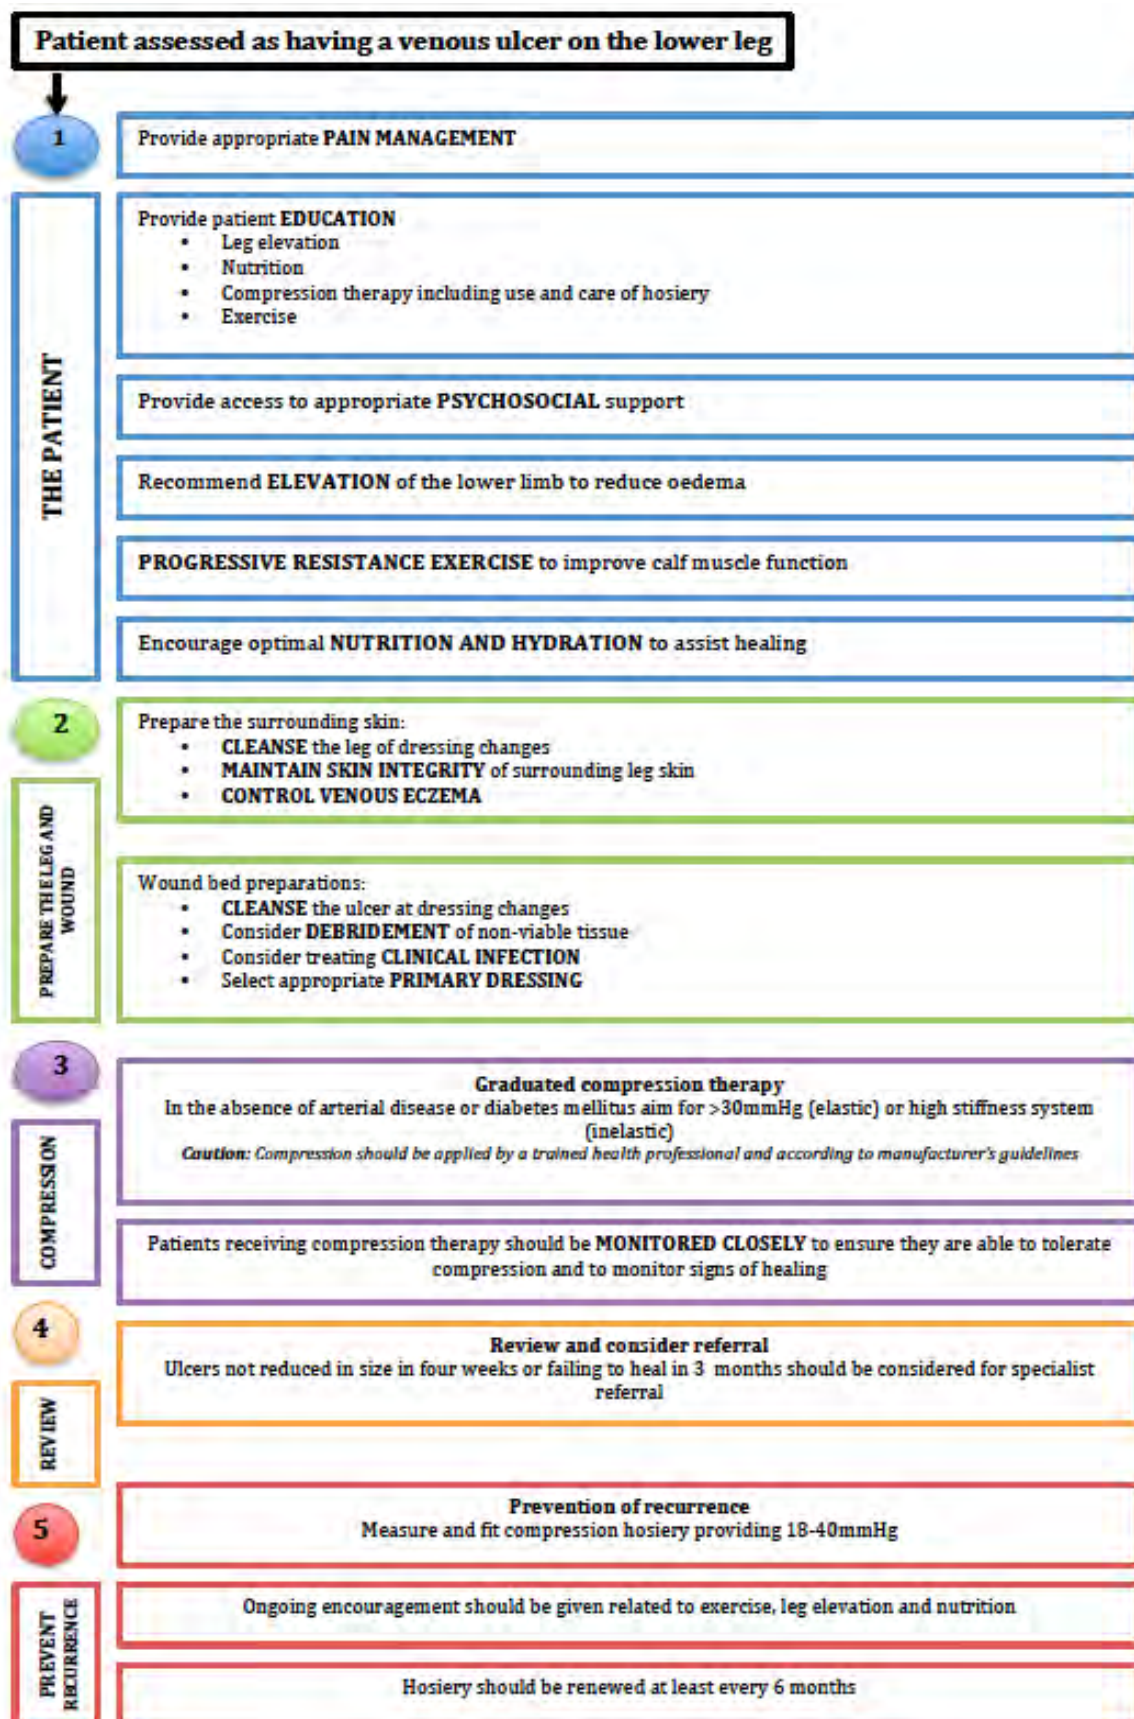 Patient assessed as having a venous ulcer on the lower leg
1
Provide appropriate PAIN MANAGEMENT
THE PATIENT
Provide patient EDUCATION
• Leg elevation
• Nutrition
• Compression therapy including use and care of hosiery
• Exercise
Provide access to appropriate PSYCHOSOCIAL support
Recommend ELEVATION of the lower limb to reduce oedema
PROGRESSIVE RESISTANCE EXERCISE to improve calf muscle function
Encourage optimal NUTRITION AND HYDRATION to assist healing
2
PREPARE THE LEG AND
WOUND
Prepare the surrounding skin:
• CLEANSE the leg of dressing changes
• MAINTAIN SKIN INTEGRITY of surrounding leg skin
• CONTROL VENOUS ECZEMA
Wound bed preparations:
• CLEANSE the ulcer at dressing changes
• Consider DEBRIDEMENT of non-viable tissue
• Consider treating CLINICAL INFECTION
• Select appropriate PRIMARY DRESSING
3
COMPRESSION
Graduated compression therapy
In the absence of arterial disease or diabetes mellitus aim for >30mmHg (elastic) or high stiffness system
(inelastic)
Caution: Compression should be applied by a trained health professional and according to manufacturer's guidelines
Patients receiving compression therapy should be MONITORED CLOSELY to ensure they are able to tolerate
compression and to monitor signs of healing
4
REVIEW
Review and consider referral
Ulcers not reduced in size in four weeks or failing to heal in 3 months should be considered for specialist
referral
5
PREVENT
RECURRENCE
Prevention of recurrence
Measure and fit compression hosiery providing 18-40mmHg
Ongoing encouragement should be given related to exercise, leg elevation and nutrition
Hosiery should be renewed at least every 6 months